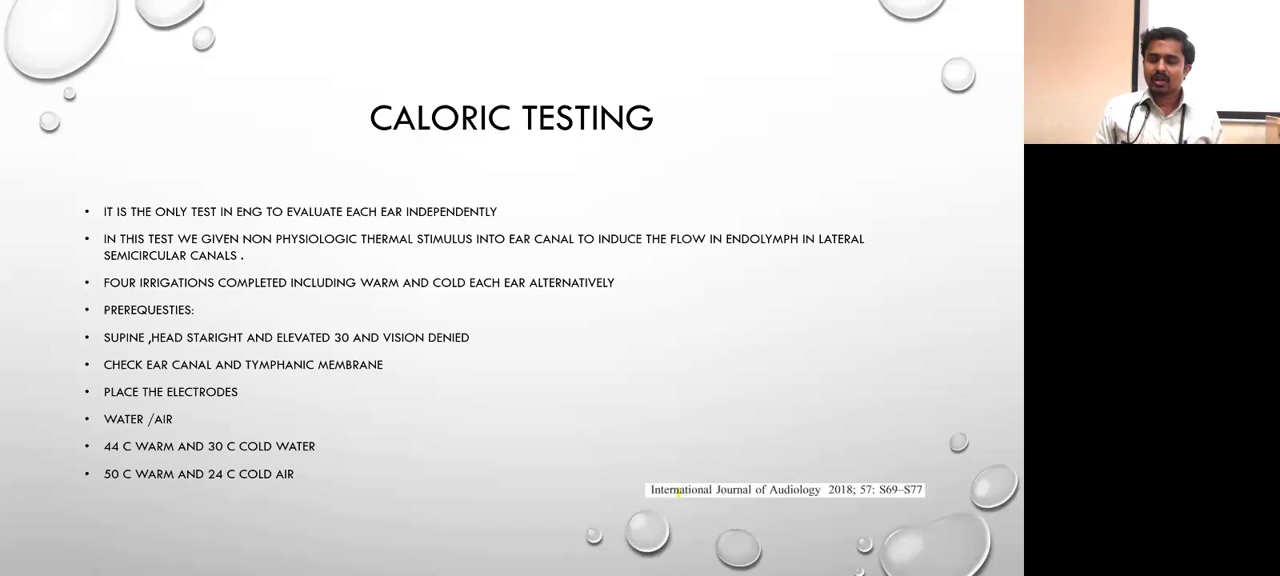 CALORIC TESTING
• IT IS THE ONLY TEST IN ENG TO EVALUATE EACH EAR INDEPENDENTLY
• IN THIS TEST WE GIVEN NON PHYSIOLOGIC THERMAL STIMULUS INTO EAR CANAL TO INDUCE THE FLOW IN ENDOLYMPH IN LATERAL
SEMICIRCULAR CANALS .
• FOUR IRRIGATIONS COMPLETED INCLUDING WARM AND COLD EACH EAR ALTERNATIVELY
• PREREQUESTIES:
• SUPINE ,HEAD STARIGHT AND ELEVATED 30 AND VISION DENIED
• CHECK EAR CANAL AND TYMPHANIC MEMBRANE
• PLACE THE ELECTRODES
• WATER /AIR
• 44 C WARM AND 30 C COLD WATER
• 50 C WARM AND 24 C COLD AIR
International Journal of Audiology 2018; 57: S69–S77